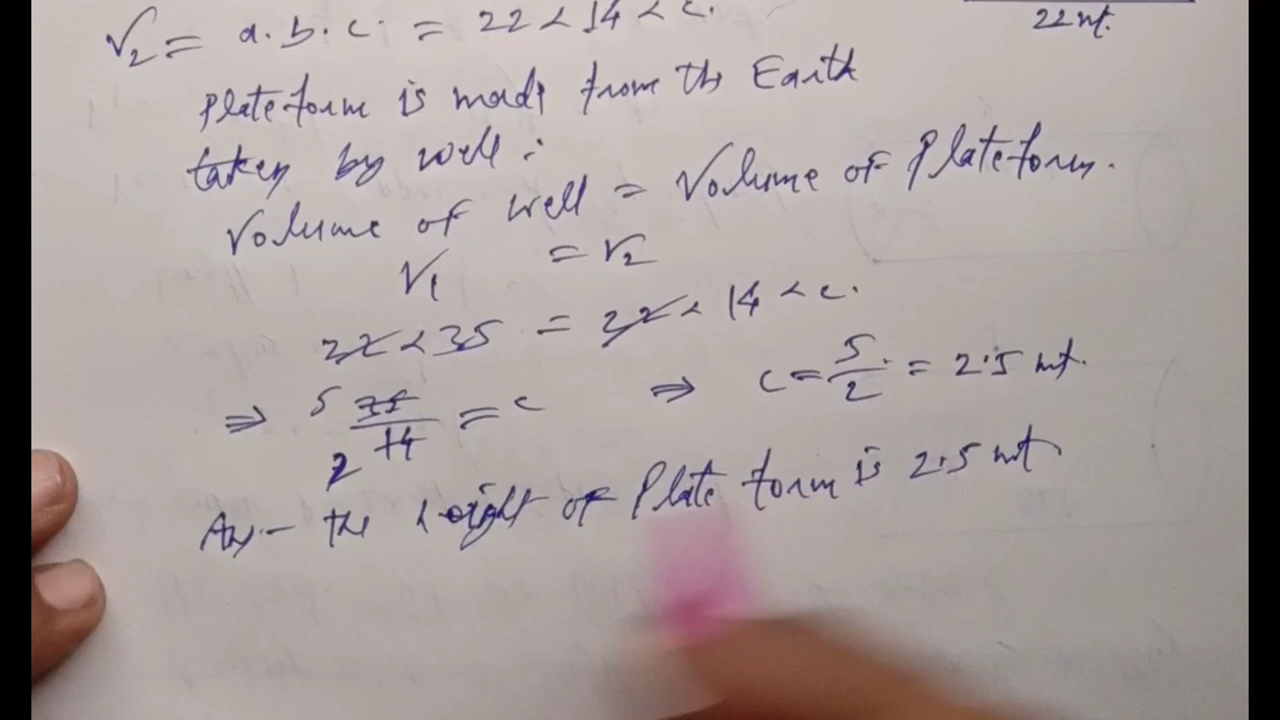 V₂ = a.b.c. = 22 × 14 × c.
22 mt.
Plate form is made from the Earth
taken by well.
Volume of well = Volume of Plateform.
V₁ = V₂
22 × 35 = 22 × 14 × c.
⇒ 5 35/14 2 = c ⇒ c = 5/2 = 2.5 mt.
Ans – the height of Plate form is 2.5 mt